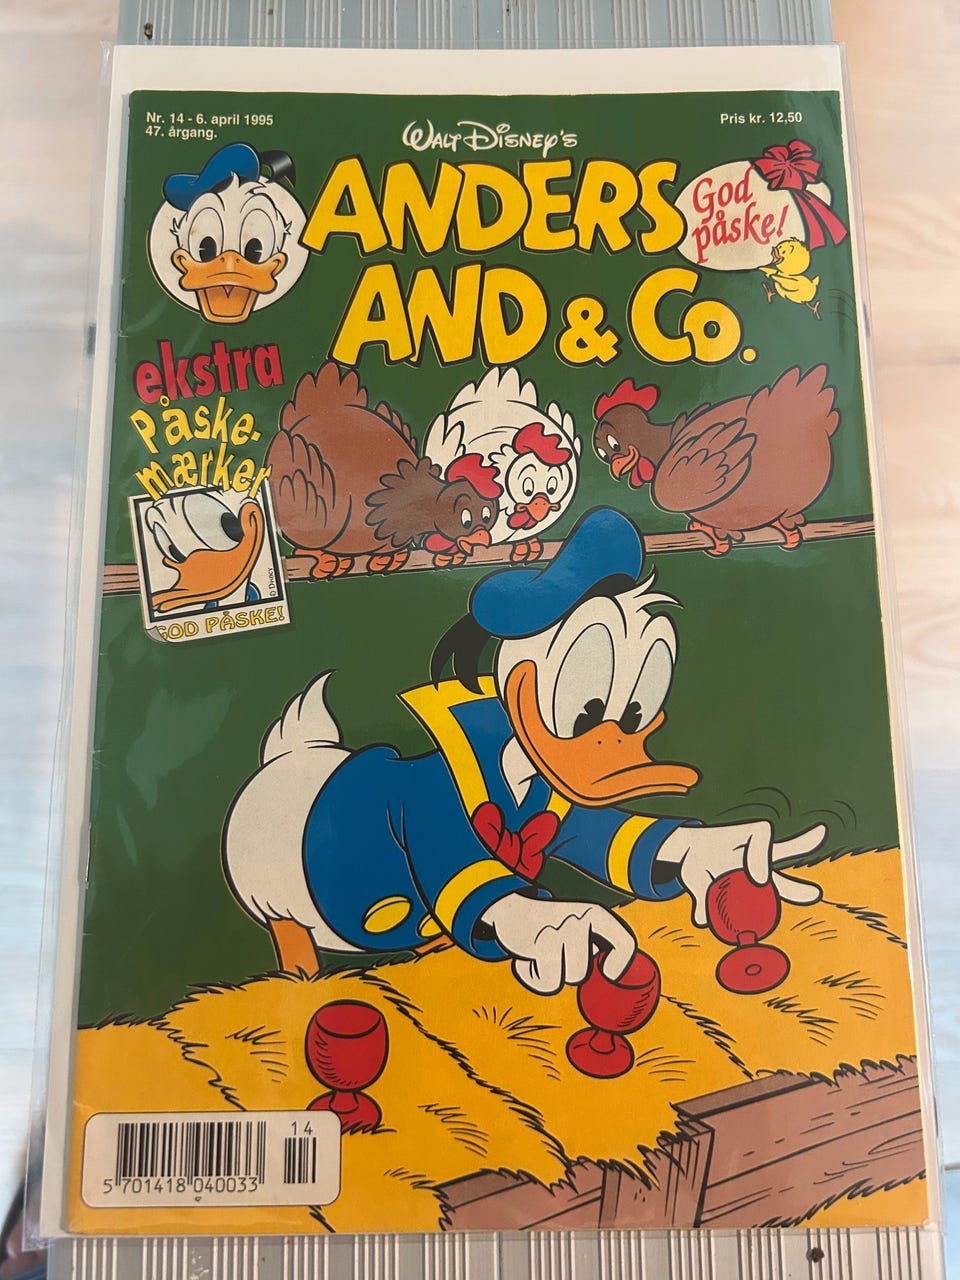 Nr. 14 - 6. april 1995
47. årgang.
Pris kr. 12,50
WALT DISNEY'S
ANDERS
AND & Co.
God
påske!
ekstra
Påske-
mærker
© DISNEY
GOD PÅSKE!
14
5 701418 040033